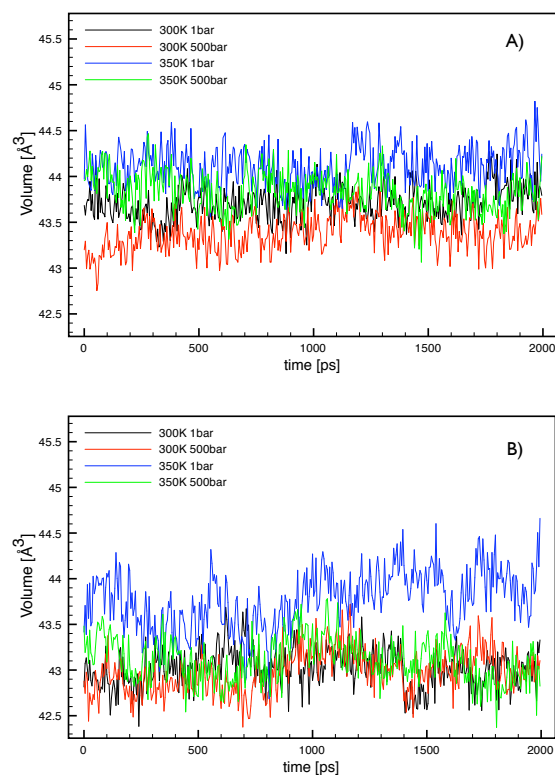 45.5
45
44.5
44
43.5
43
42.5
Volume [Å3]
300K 1bar
300K 500bar
350K 1bar
350K 500bar
A)
0 500 1000 1500 2000
time [ps]
45.5
45
44.5
44
43.5
43
42.5
Volume [Å3]
300K 1bar
300K 500bar
350K 1bar
350K 500bar
B)
0 500 1000 1500 2000
time [ps]